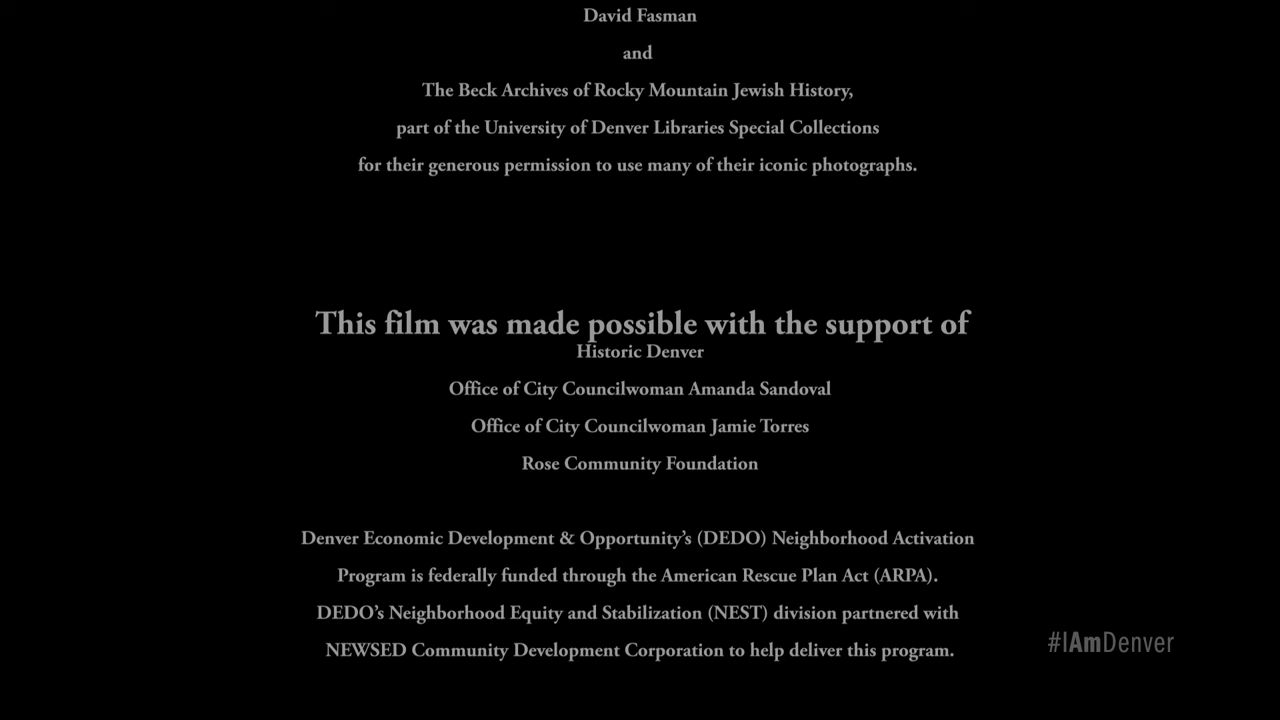 David Fasman
and
The Beck Archives of Rocky Mountain Jewish History,
part of the University of Denver Libraries Special Collections
for their generous permission to use many of their iconic photographs.
This film was made possible with the support of
Historic Denver
Office of City Councilwoman Amanda Sandoval
Office of City Councilwoman Jamie Torres
Rose Community Foundation
Denver Economic Development & Opportunity’s (DEDO) Neighborhood Activation
Program is federally funded through the American Rescue Plan Act (ARPA).
DEDO’s Neighborhood Equity and Stabilization (NEST) division partnered with
NEWSED Community Development Corporation to help deliver this program.
#IAmDenver